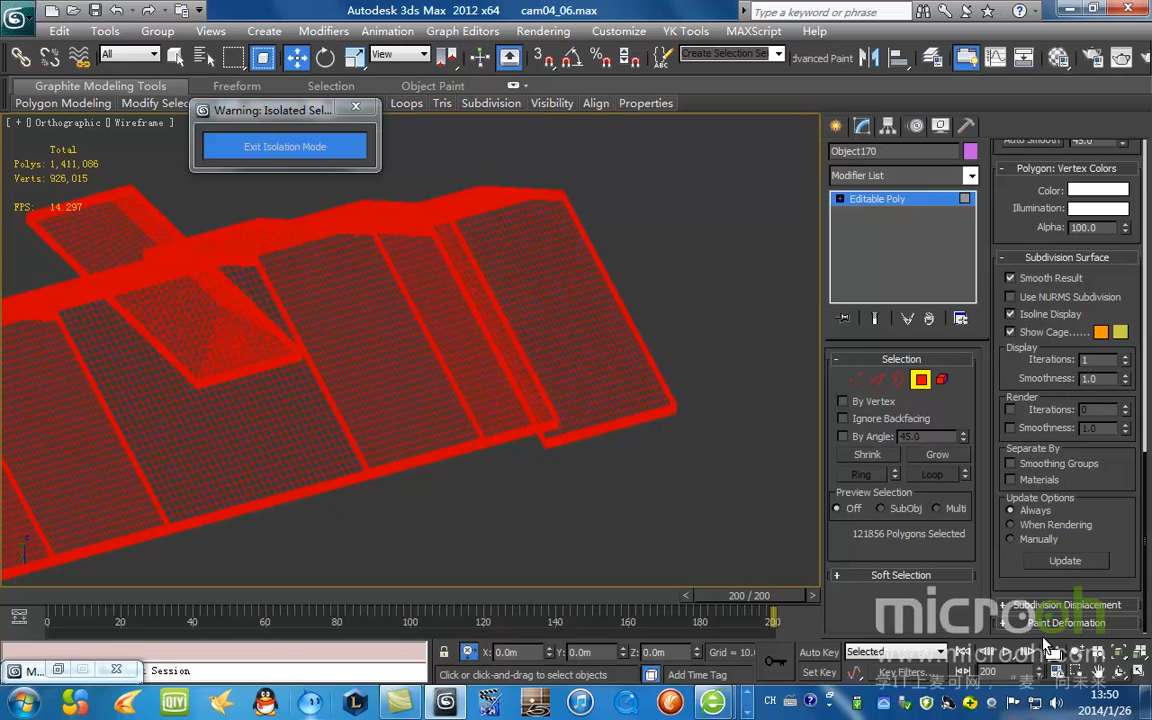 Autodesk 3ds Max 2012 x64 cam04_06.max
Type a keyword or phrase
Edit Tools Group Views Create Modifiers Animation Graph Editors Rendering Customize YK Tools MAXScript Help
All View Create Selection Se
Advanced Paint
Graphite Modeling Tools Freeform Selection Object Paint
Polygon Modeling Modify Selec Loops Tris Subdivision Visibility Align Properties
Warning: Isolated Sel...
Exit Isolation Mode
[ + ] Orthographic [ ] Wireframe ]
Total
Polys: 1,411,086
Verts: 926,015
FPS: 14.297
Object170
Modifier List
Editable Poly
Selection
By Vertex
Ignore Backfacing
By Angle: 45.0
Shrink Grow
Ring Loop
Preview Selection
Off SubObj Multi
121856 Polygons Selected
Soft Selection
Auto Smooth 45.0
Polygon: Vertex Colors
Color:
Illumination:
Alpha: 100.0
Subdivision Surface
Smooth Result
Use NURMS Subdivision
Isoline Display
Show Cage......
Display
Iterations: 1
Smoothness: 1.0
Render
Iterations: 0
Smoothness: 1.0
Separate By
Smoothing Groups
Materials
Update Options
Always
When Rendering
Manually
Update
Subdivision Displacement
Paint Deformation
200 / 200
0 20 40 60 80 100 120 140 160 180 200
X: 0.0m Y: 0.0m Z: 0.0m Grid = 10.0
Auto Key Selected
M... Session
Click or click-and-drag to select objects Add Time Tag
Set Key Key Filters... 200
microoh
www.microoh.com
CH
13:50
2014/1/26